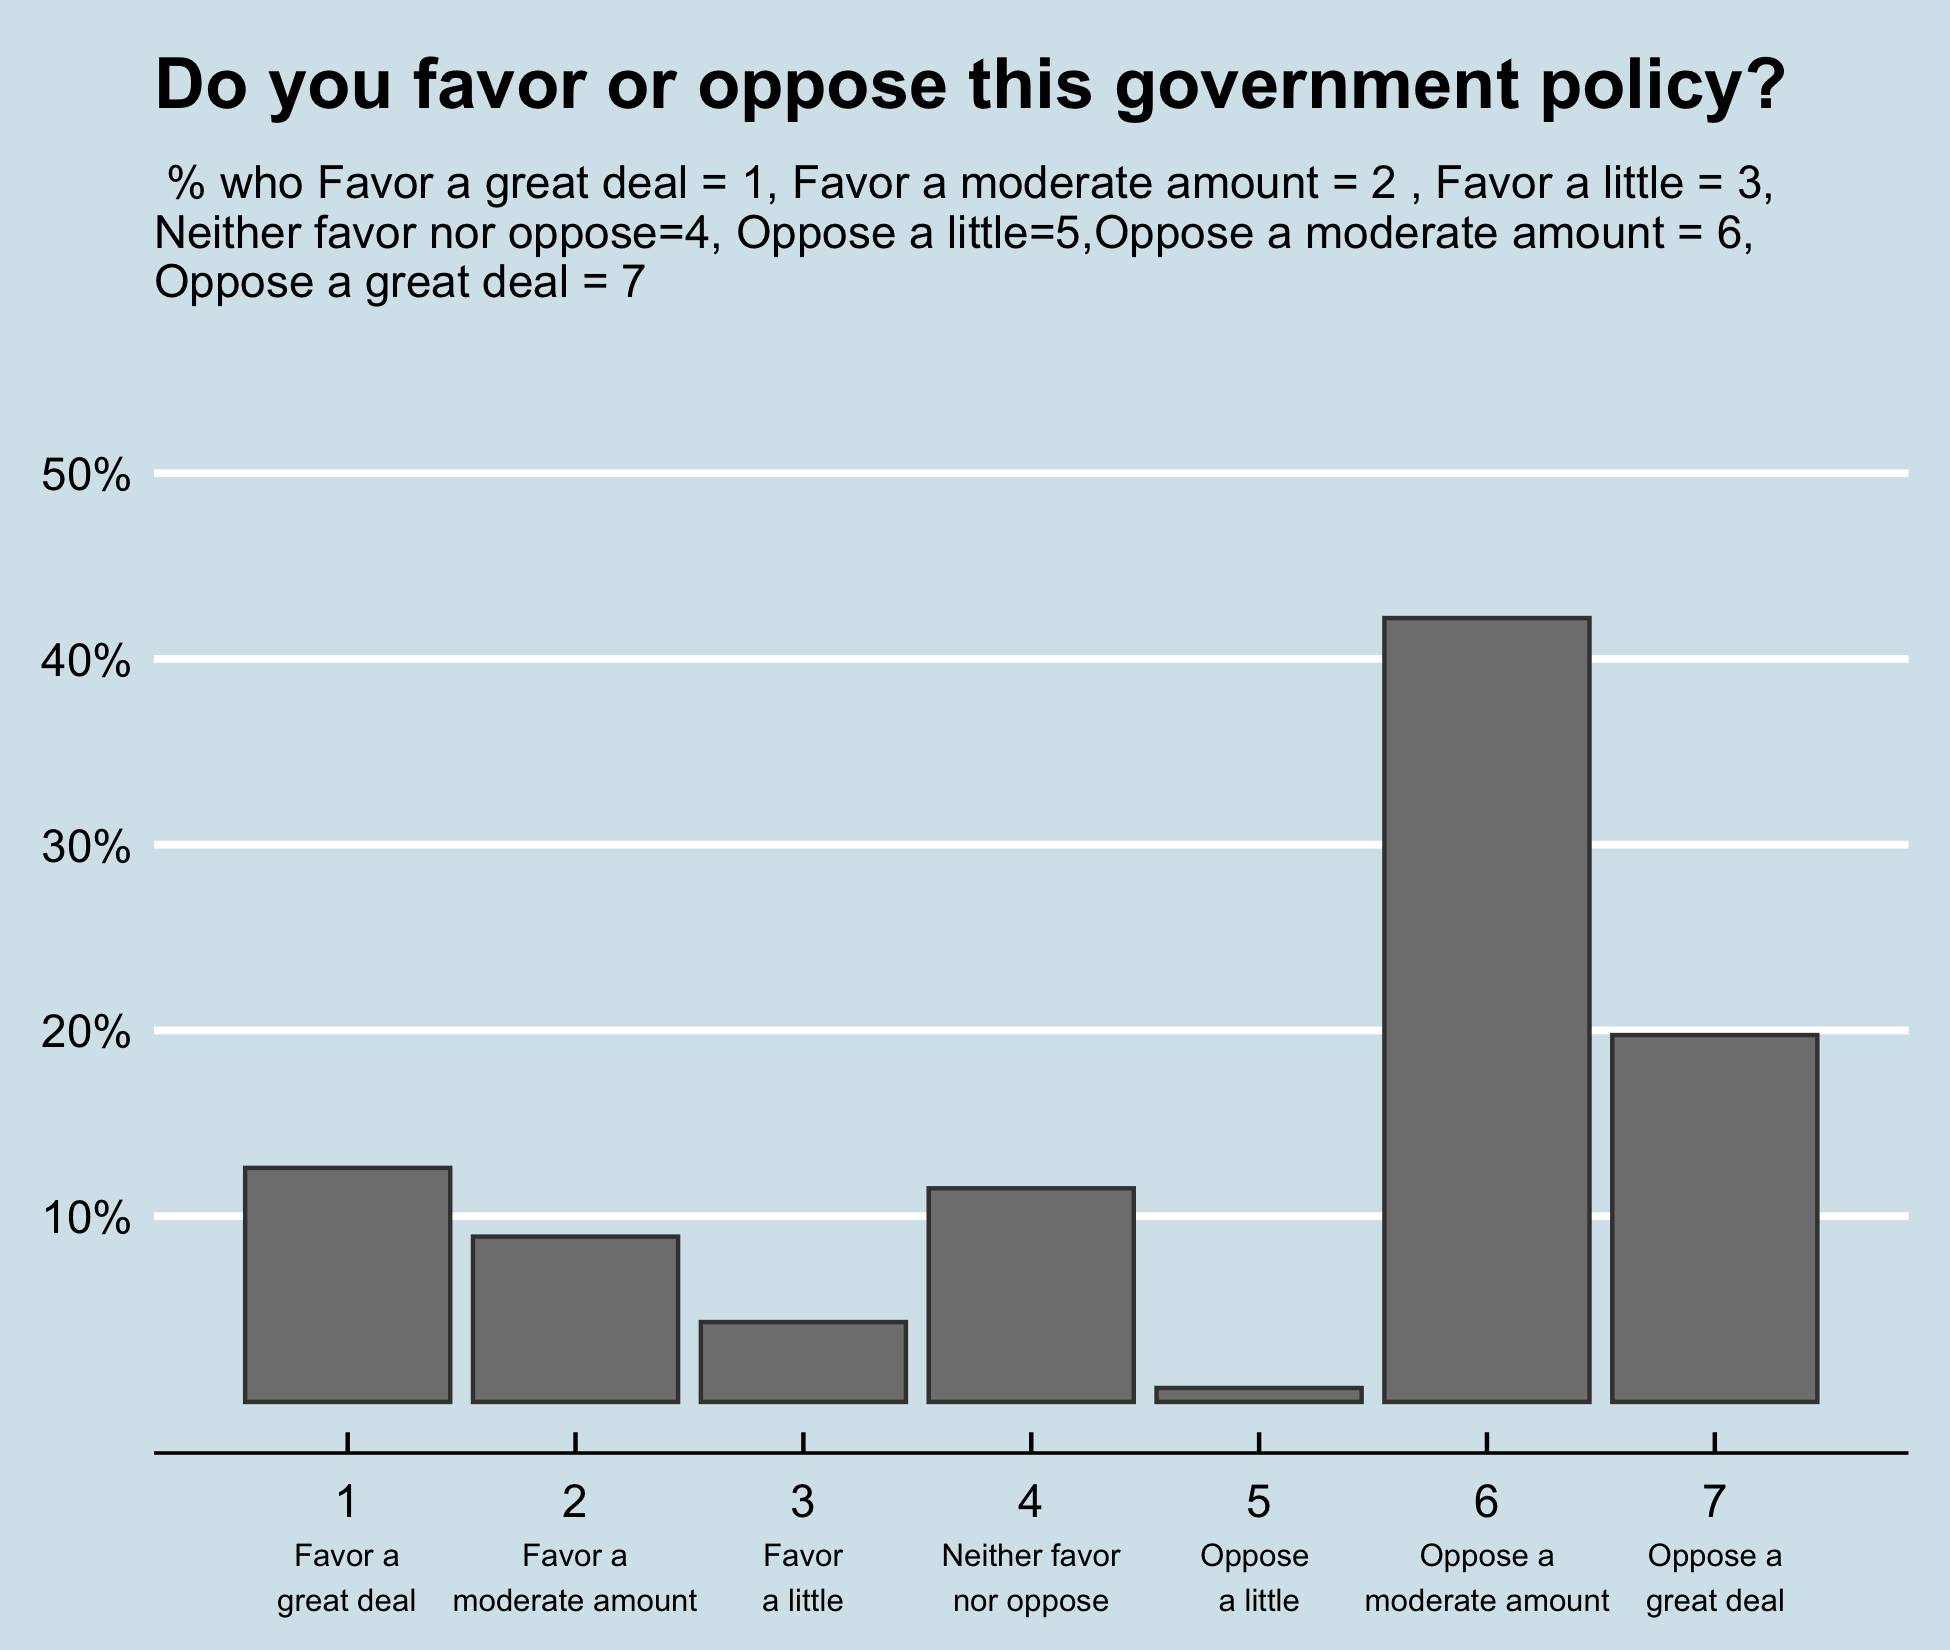 Do you favor or oppose this government policy?
% who Favor a great deal = 1, Favor a moderate amount = 2 , Favor a little = 3,
Neither favor nor oppose=4, Oppose a little=5,Oppose a moderate amount = 6,
Oppose a great deal = 7
50%
40%
30%
20%
10%
1 2 3 4 5 6 7
Favor a Favor a Favor Neither favor Oppose Oppose a Oppose a
great deal moderate amount a little nor oppose a little moderate amount great deal